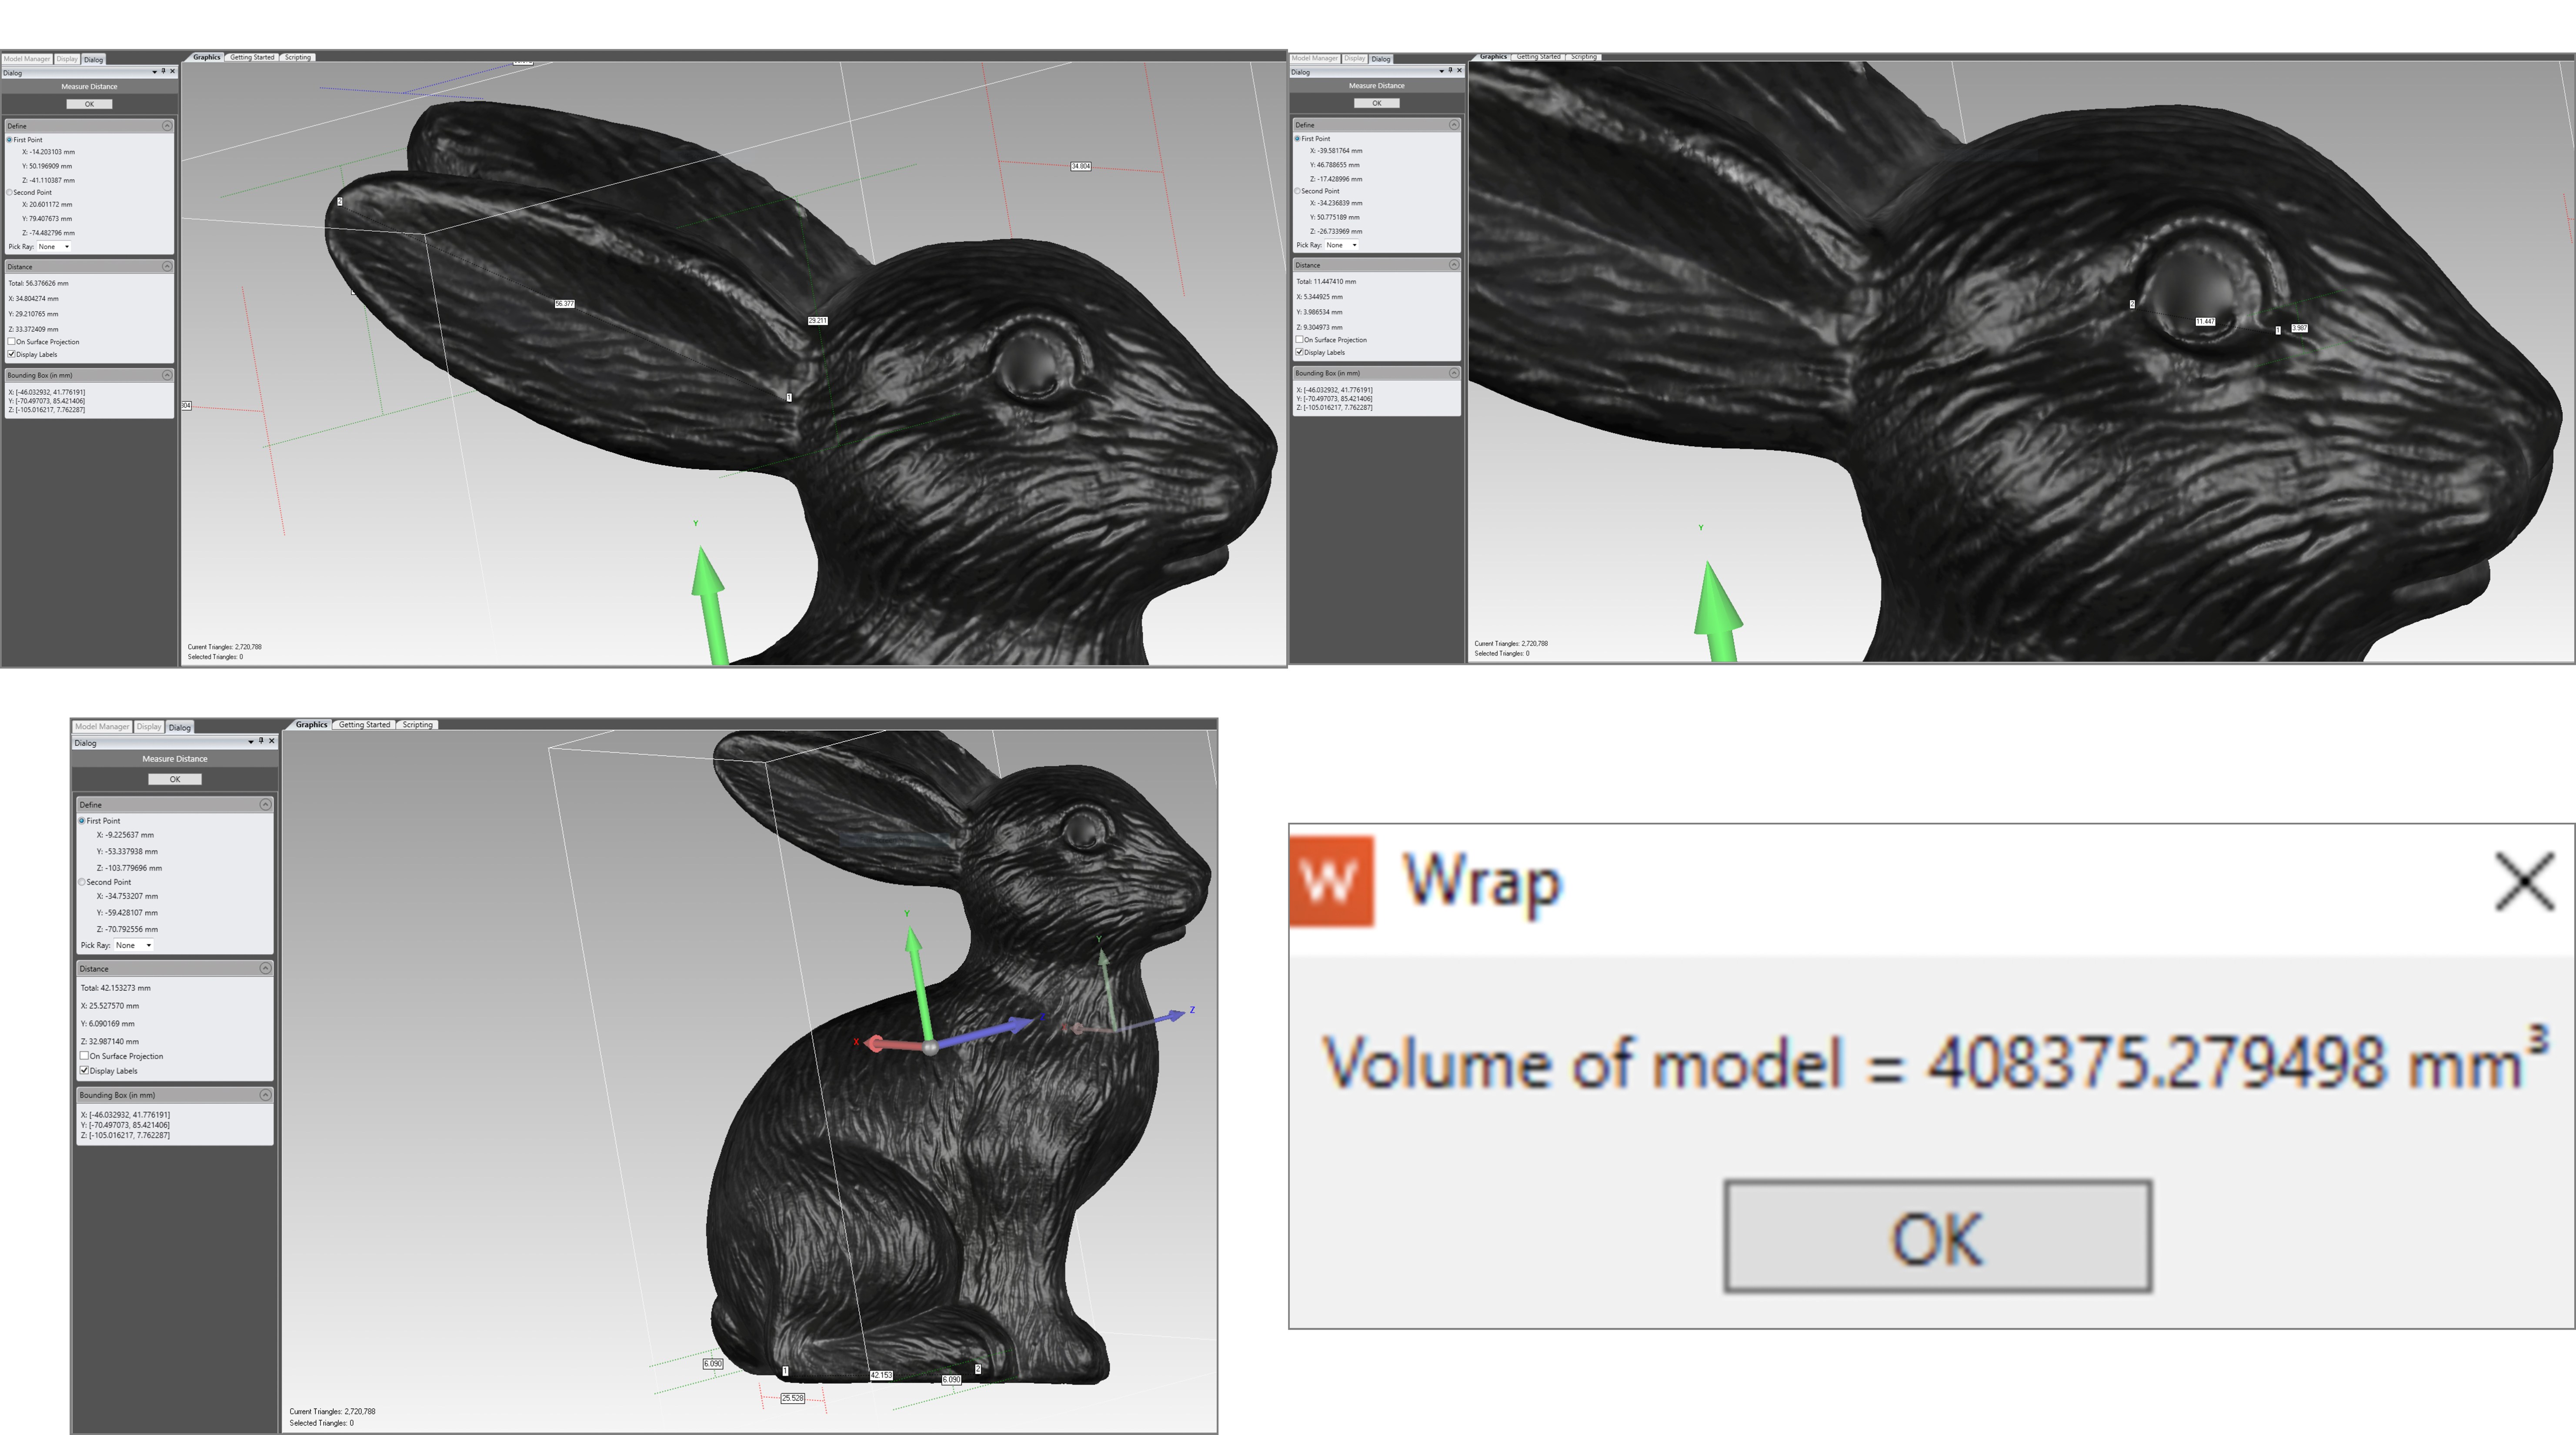 Model Manager Display Dialog
Graphics Getting Started Scripting
Dialog
Measure Distance
OK
Define
First Point
X: -14.203103 mm
Y: 50.196909 mm
Z: -41.110387 mm
Second Point
X: 20.601172 mm
Y: 79.407673 mm
Z: -74.482796 mm
Pick Ray: None
Distance
Total: 56.376626 mm
X: 34.804274 mm
Y: 29.210765 mm
Z: 33.372409 mm
On Surface Projection
Display Labels
Bounding Box (in mm)
X: [-46.032932, 41.776191]
Y: [-70.497073, 85.421406]
Z: [-105.016217, 7.762287]
34.804
2
56.377
29.211
1
804
Y
Current Triangles: 2,720,788
Selected Triangles: 0
Model Manager Display Dialog
Graphics Getting Started Scripting
Dialog
Measure Distance
OK
Define
First Point
X: -39.581764 mm
Y: 46.788655 mm
Z: -17.428996 mm
Second Point
X: -34.236839 mm
Y: 50.775189 mm
Z: -26.733969 mm
Pick Ray: None
Distance
Total: 11.447410 mm
X: 5.344925 mm
Y: 3.986534 mm
Z: 9.304973 mm
On Surface Projection
Display Labels
Bounding Box (in mm)
X: [-46.032932, 41.776191]
Y: [-70.497073, 85.421406]
Z: [-105.016217, 7.762287]
2
11.447
1
3.987
Y
Current Triangles: 2,720,788
Selected Triangles: 0
Model Manager Display Dialog
Graphics Getting Started Scripting
Dialog
Measure Distance
OK
Define
First Point
X: -9.225637 mm
Y: -53.337938 mm
Z: -103.779696 mm
Second Point
X: -34.753207 mm
Y: -59.428107 mm
Z: -70.792556 mm
Pick Ray: None
Distance
Total: 42.153273 mm
X: 25.527570 mm
Y: 6.090169 mm
Z: 32.987140 mm
On Surface Projection
Display Labels
Bounding Box (in mm)
X: [-46.032932, 41.776191]
Y: [-70.497073, 85.421406]
Z: [-105.016217, 7.762287]
Y
Y
Z
X
6.090
1
42.153
2
6.090
25.528
Current Triangles: 2,720,788
Selected Triangles: 0
W Wrap
Volume of model = 408375.279498 mm³
OK